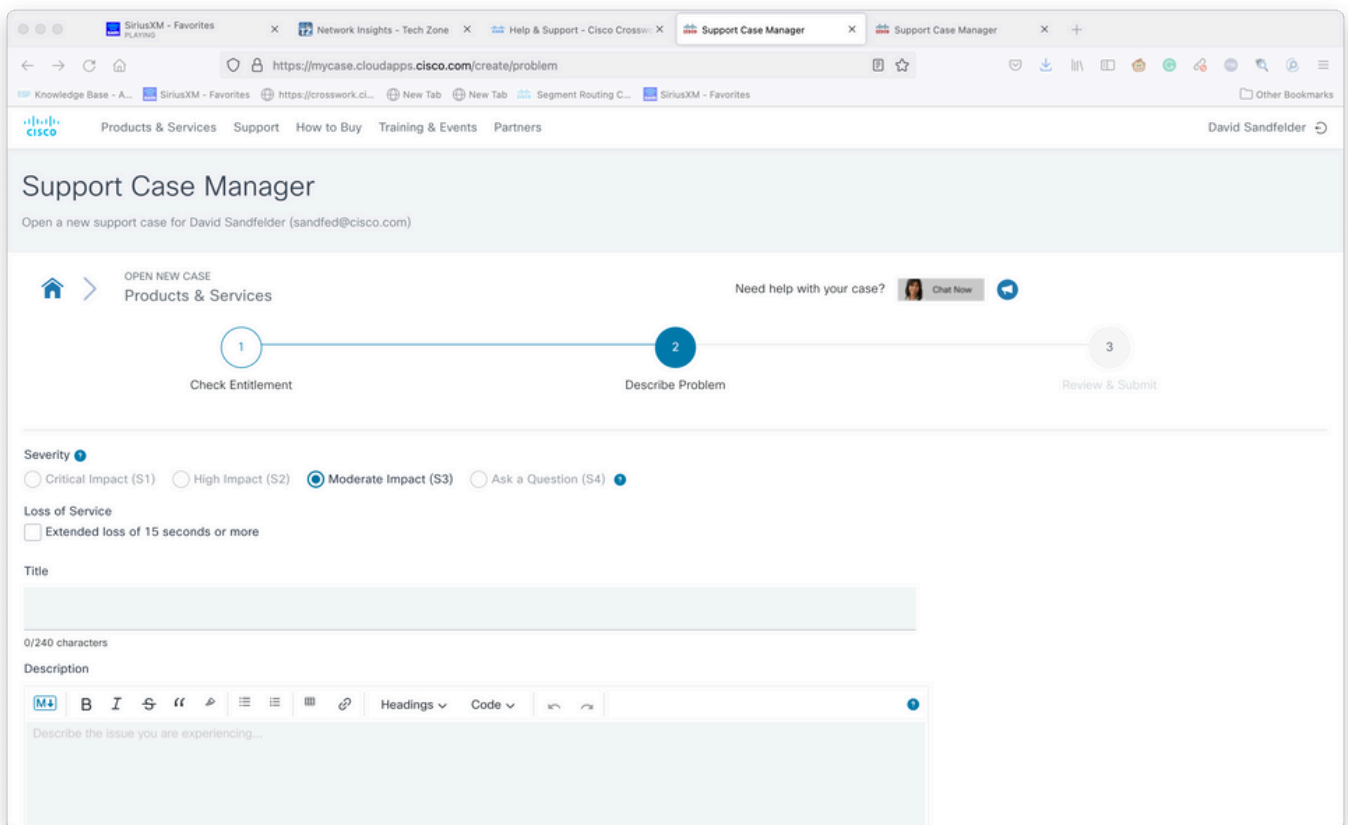 SiriusXM - Favorites
PLAYING
Network Insights - Tech Zone
Help & Support - Cisco Crossw
Support Case Manager
Support Case Manager
https://mycase.cloudapps.cisco.com/create/problem
Knowledge Base - A...
SiriusXM - Favorites
https://crosswork.ci...
New Tab
New Tab
Segment Routing C...
SiriusXM - Favorites
Other Bookmarks
CISCO
Products & Services
Support
How to Buy
Training & Events
Partners
David Sandfelder
Support Case Manager
Open a new support case for David Sandfelder (sandfed@cisco.com)
OPEN NEW CASE
Products & Services
Need help with your case?
Chat Now
1
2
3
Check Entitlement
Describe Problem
Review & Submit
Severity ?
Critical Impact (S1)
High Impact (S2)
Moderate Impact (S3)
Ask a Question (S4) ?
Loss of Service
Extended loss of 15 seconds or more
Title
0/240 characters
Description
M
B I S
Headings
Code
?
Describe the issue you are experiencing...